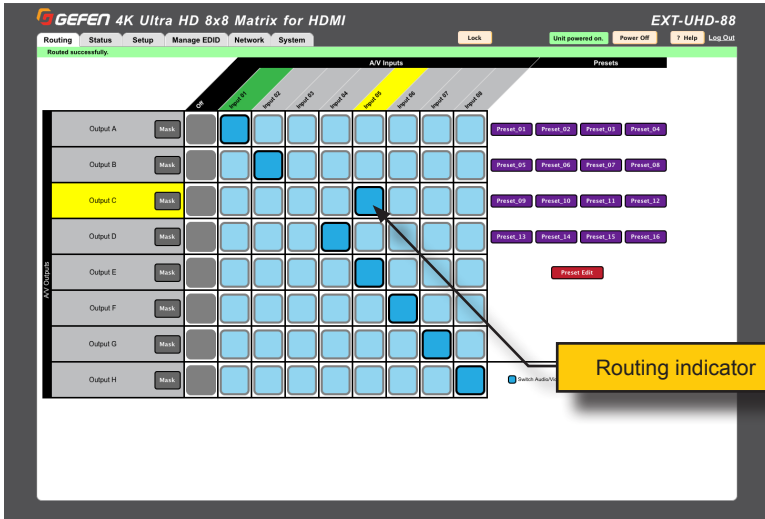 GEFEN 4K Ultra HD 8x8 Matrix for HDMI
EXT-UHD-88
Routing Status Setup Manage EDID Network System
Lock
Unit powered on. Power Off ? Help Log Out
Routed successfully.
A/V Inputs
Presets
Off Input 01 Input 02 Input 03 Input 04 Input 05 Input 06 Input 07 Input 08
A/V Outputs
Output A Mask Preset_01 Preset_02 Preset_03 Preset_04
Output B Mask Preset_05 Preset_06 Preset_07 Preset_08
Output C Mask Preset_09 Preset_10 Preset_11 Preset_12
Output D Mask Preset_13 Preset_14 Preset_15 Preset_16
Output E Mask Preset Edit
Output F Mask
Output G Mask
Routing indicator
Output H Mask Switch